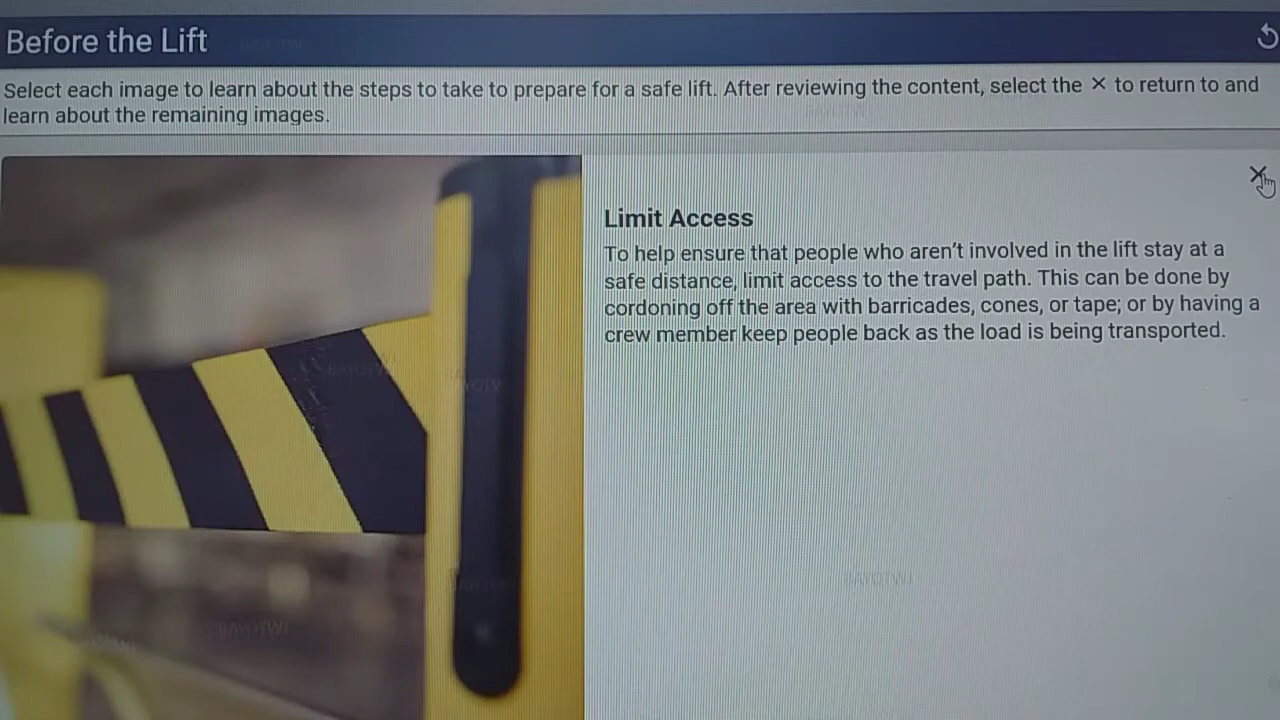 Before the Lift
Select each image to learn about the steps to take to prepare for a safe lift. After reviewing the content, select the × to return to and
learn about the remaining images.
Limit Access
To help ensure that people who aren't involved in the lift stay at a
safe distance, limit access to the travel path. This can be done by
cordoning off the area with barricades, cones, or tape; or by having a
crew member keep people back as the load is being transported.
BAYOTWI